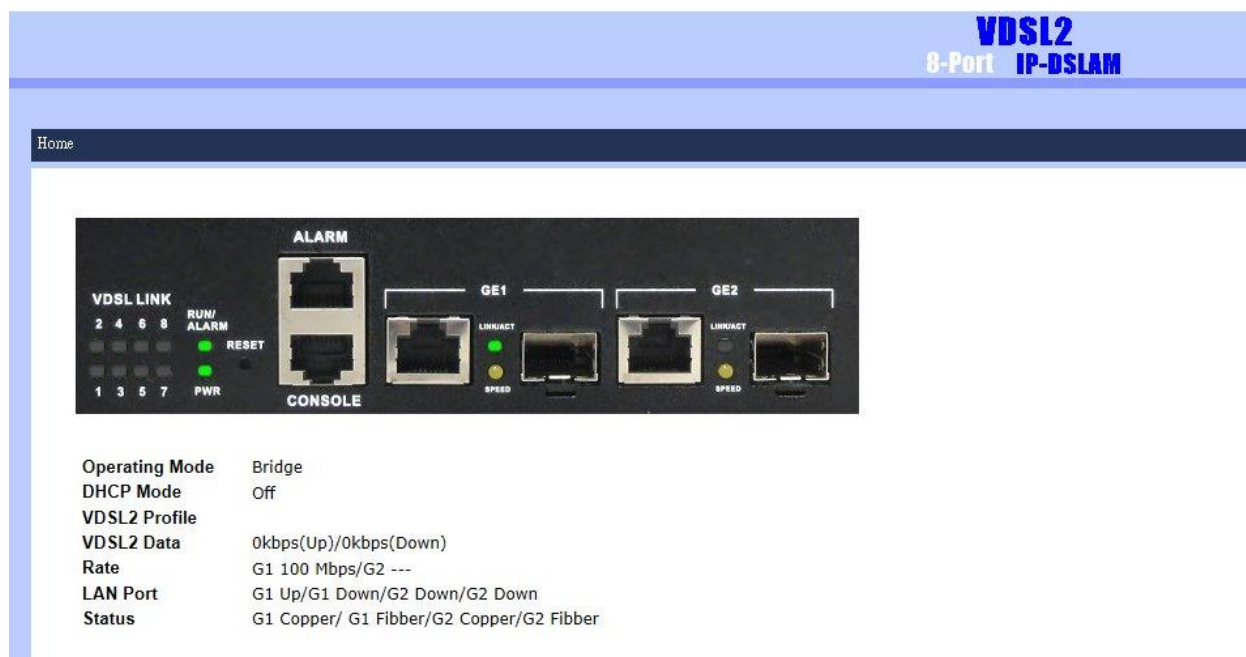 VDSL2
8-Port IP-DSLAM
Home
ALARM
VDSL LINK
2 4 6 8
RUN/
ALARM
RESET
1 3 5 7
PWR
CONSOLE
GE1
LINK/ACT
SPEED
GE2
LINK/ACT
SPEED
Operating Mode Bridge
DHCP Mode Off
VDSL2 Profile
VDSL2 Data 0kbps(Up)/0kbps(Down)
Rate G1 100 Mbps/G2 ---
LAN Port G1 Up/G1 Down/G2 Down/G2 Down
Status G1 Copper/ G1 Fibber/G2 Copper/G2 Fibber